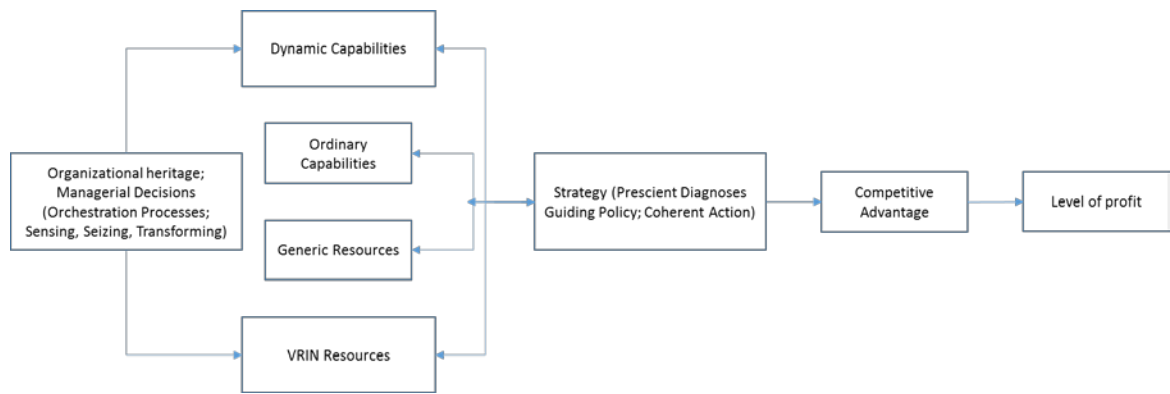 Dynamic Capabilities
Organizational heritage;
Managerial Decisions
(Orchestration Processes;
Sensing, Seizing, Transforming)
Ordinary
Capabilities
Generic Resources
VRIN Resources
Strategy (Prescient Diagnoses
Guiding Policy; Coherent Action)
Competitive
Advantage
Level of profit